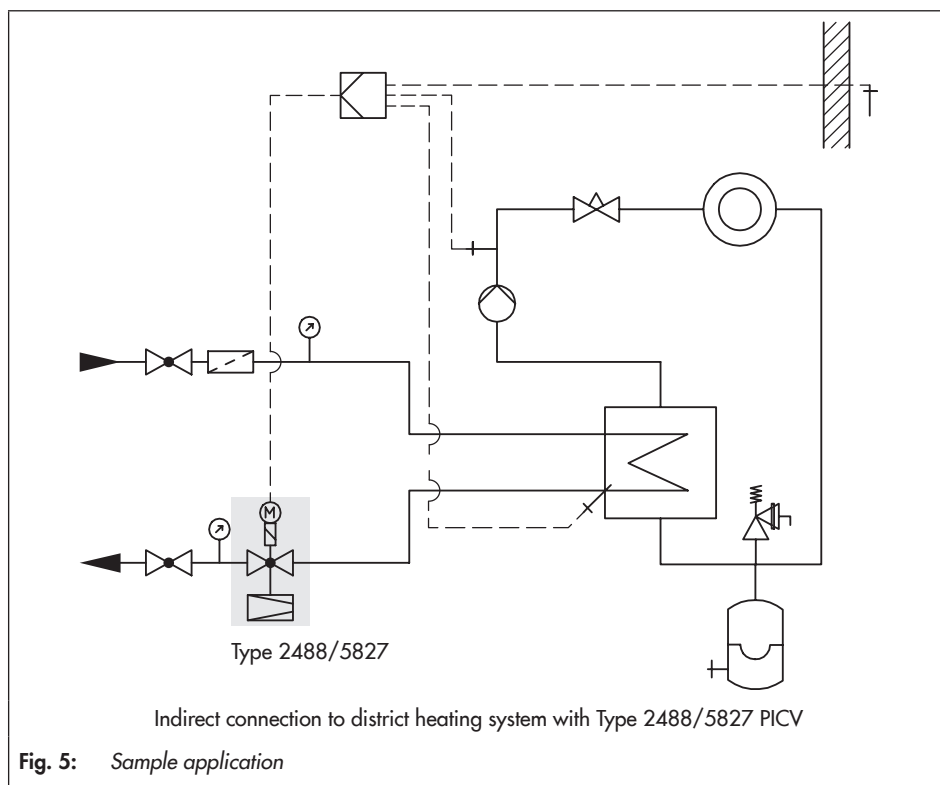 M
Type 2488/5827
Indirect connection to district heating system with Type 2488/5827 PICV
Fig. 5: Sample application